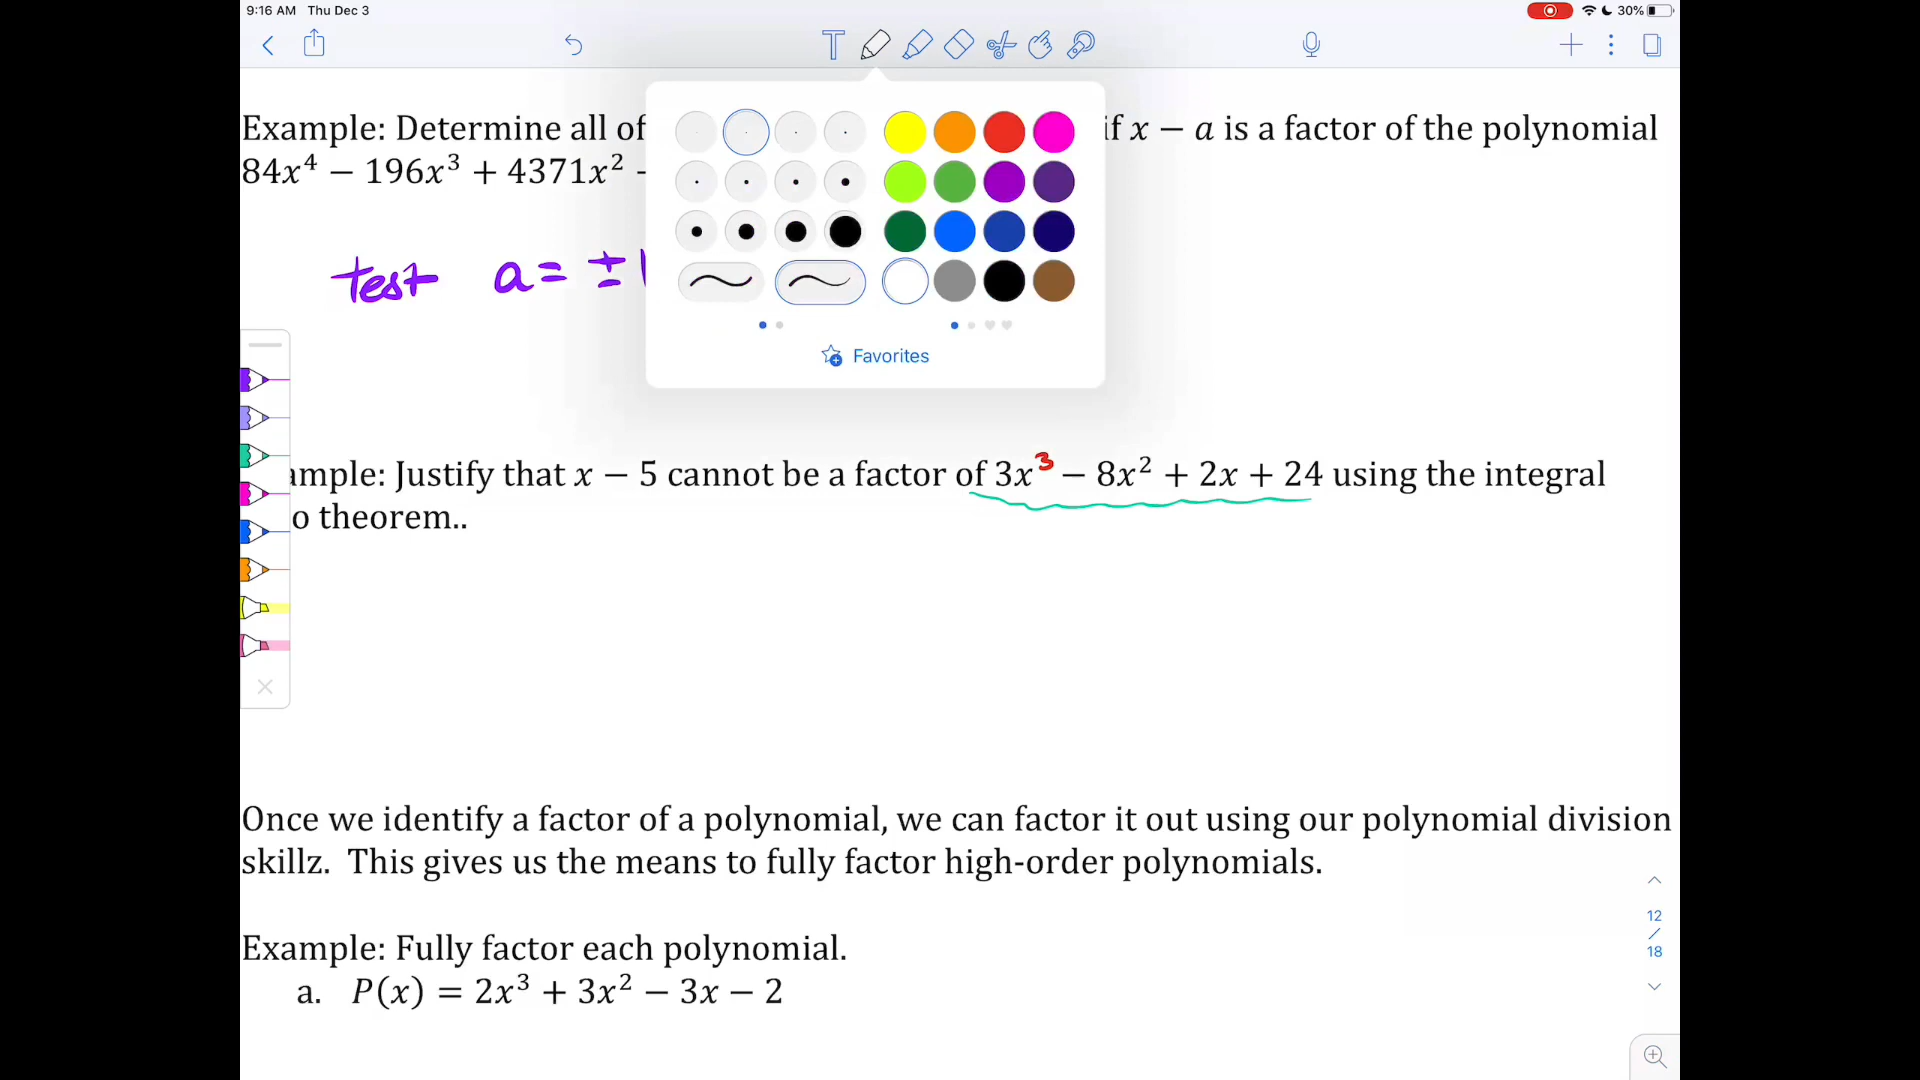 9:16 AM Thu Dec 3
30%
T
Example: Determine all of if x − a is a factor of the polynomial
84x⁴ − 196x³ + 4371x² −
test a = ±1
Favorites
ample: Justify that x − 5 cannot be a factor of 3x³ − 8x² + 2x + 24 using the integral
o theorem..
Once we identify a factor of a polynomial, we can factor it out using our polynomial division
skillz. This gives us the means to fully factor high-order polynomials.
12
/
18
Example: Fully factor each polynomial.
a. P(x) = 2x³ + 3x² − 3x − 2